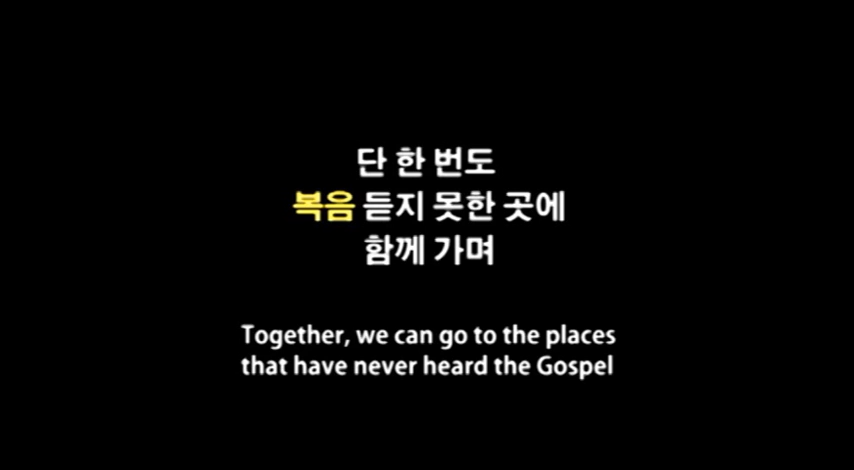 단 한 번도
복음 듣지 못한 곳에
함께 가며
Together, we can go to the places
that have never heard the Gospel